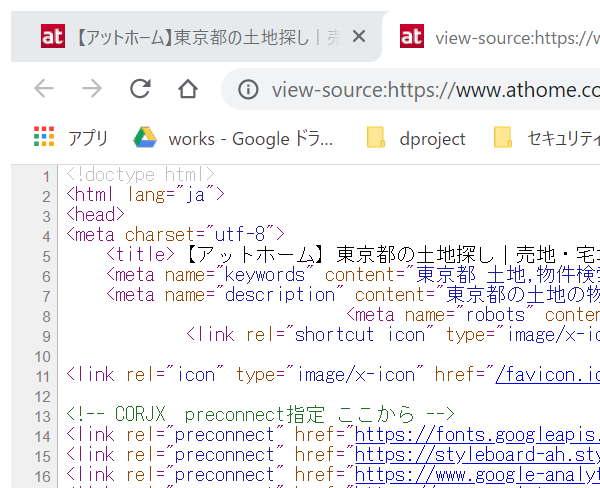 at 【アットホーム】東京都の土地探し｜売 at view-source:https://w
view-source:https://www.athome.co
アプリ works - Google ドラ... dproject セキュリティ
1 <!doctype html>
2 <html lang="ja">
3 <head>
4 <meta charset="utf-8">
5 <title>【アットホーム】東京都の土地探し｜売地・宅
6 <meta name="keywords" content="東京都 土地,物件検索
7 <meta name="description" content="東京都の土地の物
8 <meta name="robots" conten
9 <link rel="shortcut icon" type="image/x-ic
10
11 <link rel="icon" type="image/x-icon" href="/favicon.ic
12
13 <!-- CORJX preconnect指定 ここから -->
14 <link rel="preconnect" href="https://fonts.googleapis.
15 <link rel="preconnect" href="https://styleboard-ah.sty
16 <link rel="preconnect" href="https://www.google-analyt